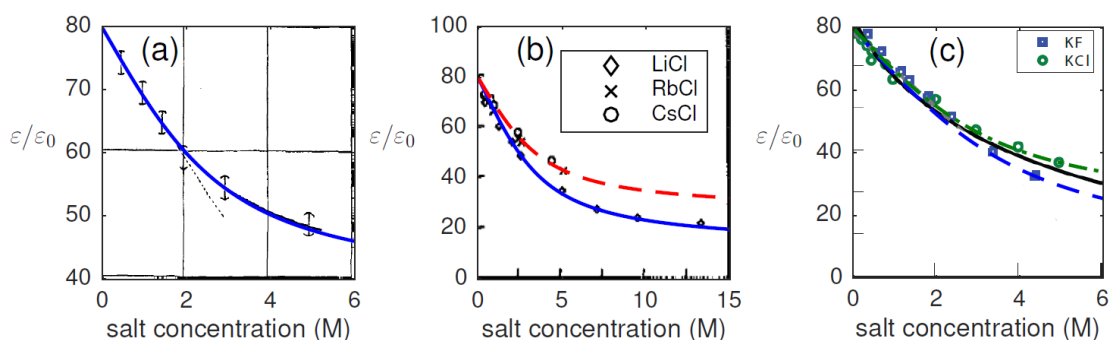 (a)
80
70
60
50
40
ε/ε₀
0 2 4 6
salt concentration (M)
(b)
100
80
60
40
20
0
ε/ε₀
0 5 10 15
salt concentration (M)
LiCl
RbCl
CsCl
(c)
80
60
40
20
0
ε/ε₀
0 2 4 6
salt concentration (M)
KF
KCl